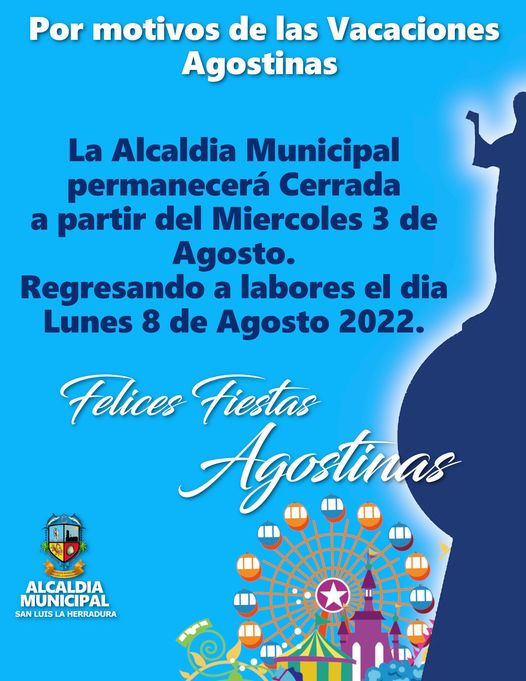 Por motivos de las Vacaciones
Agostinas
La Alcaldia Municipal
permanecerá Cerrada
a partir del Miercoles 3 de
Agosto.
Regresando a labores el dia
Lunes 8 de Agosto 2022.
Felices Fiestas
Agostinas
ALCALDIA
MUNICIPAL
SAN LUIS LA HERRADURA